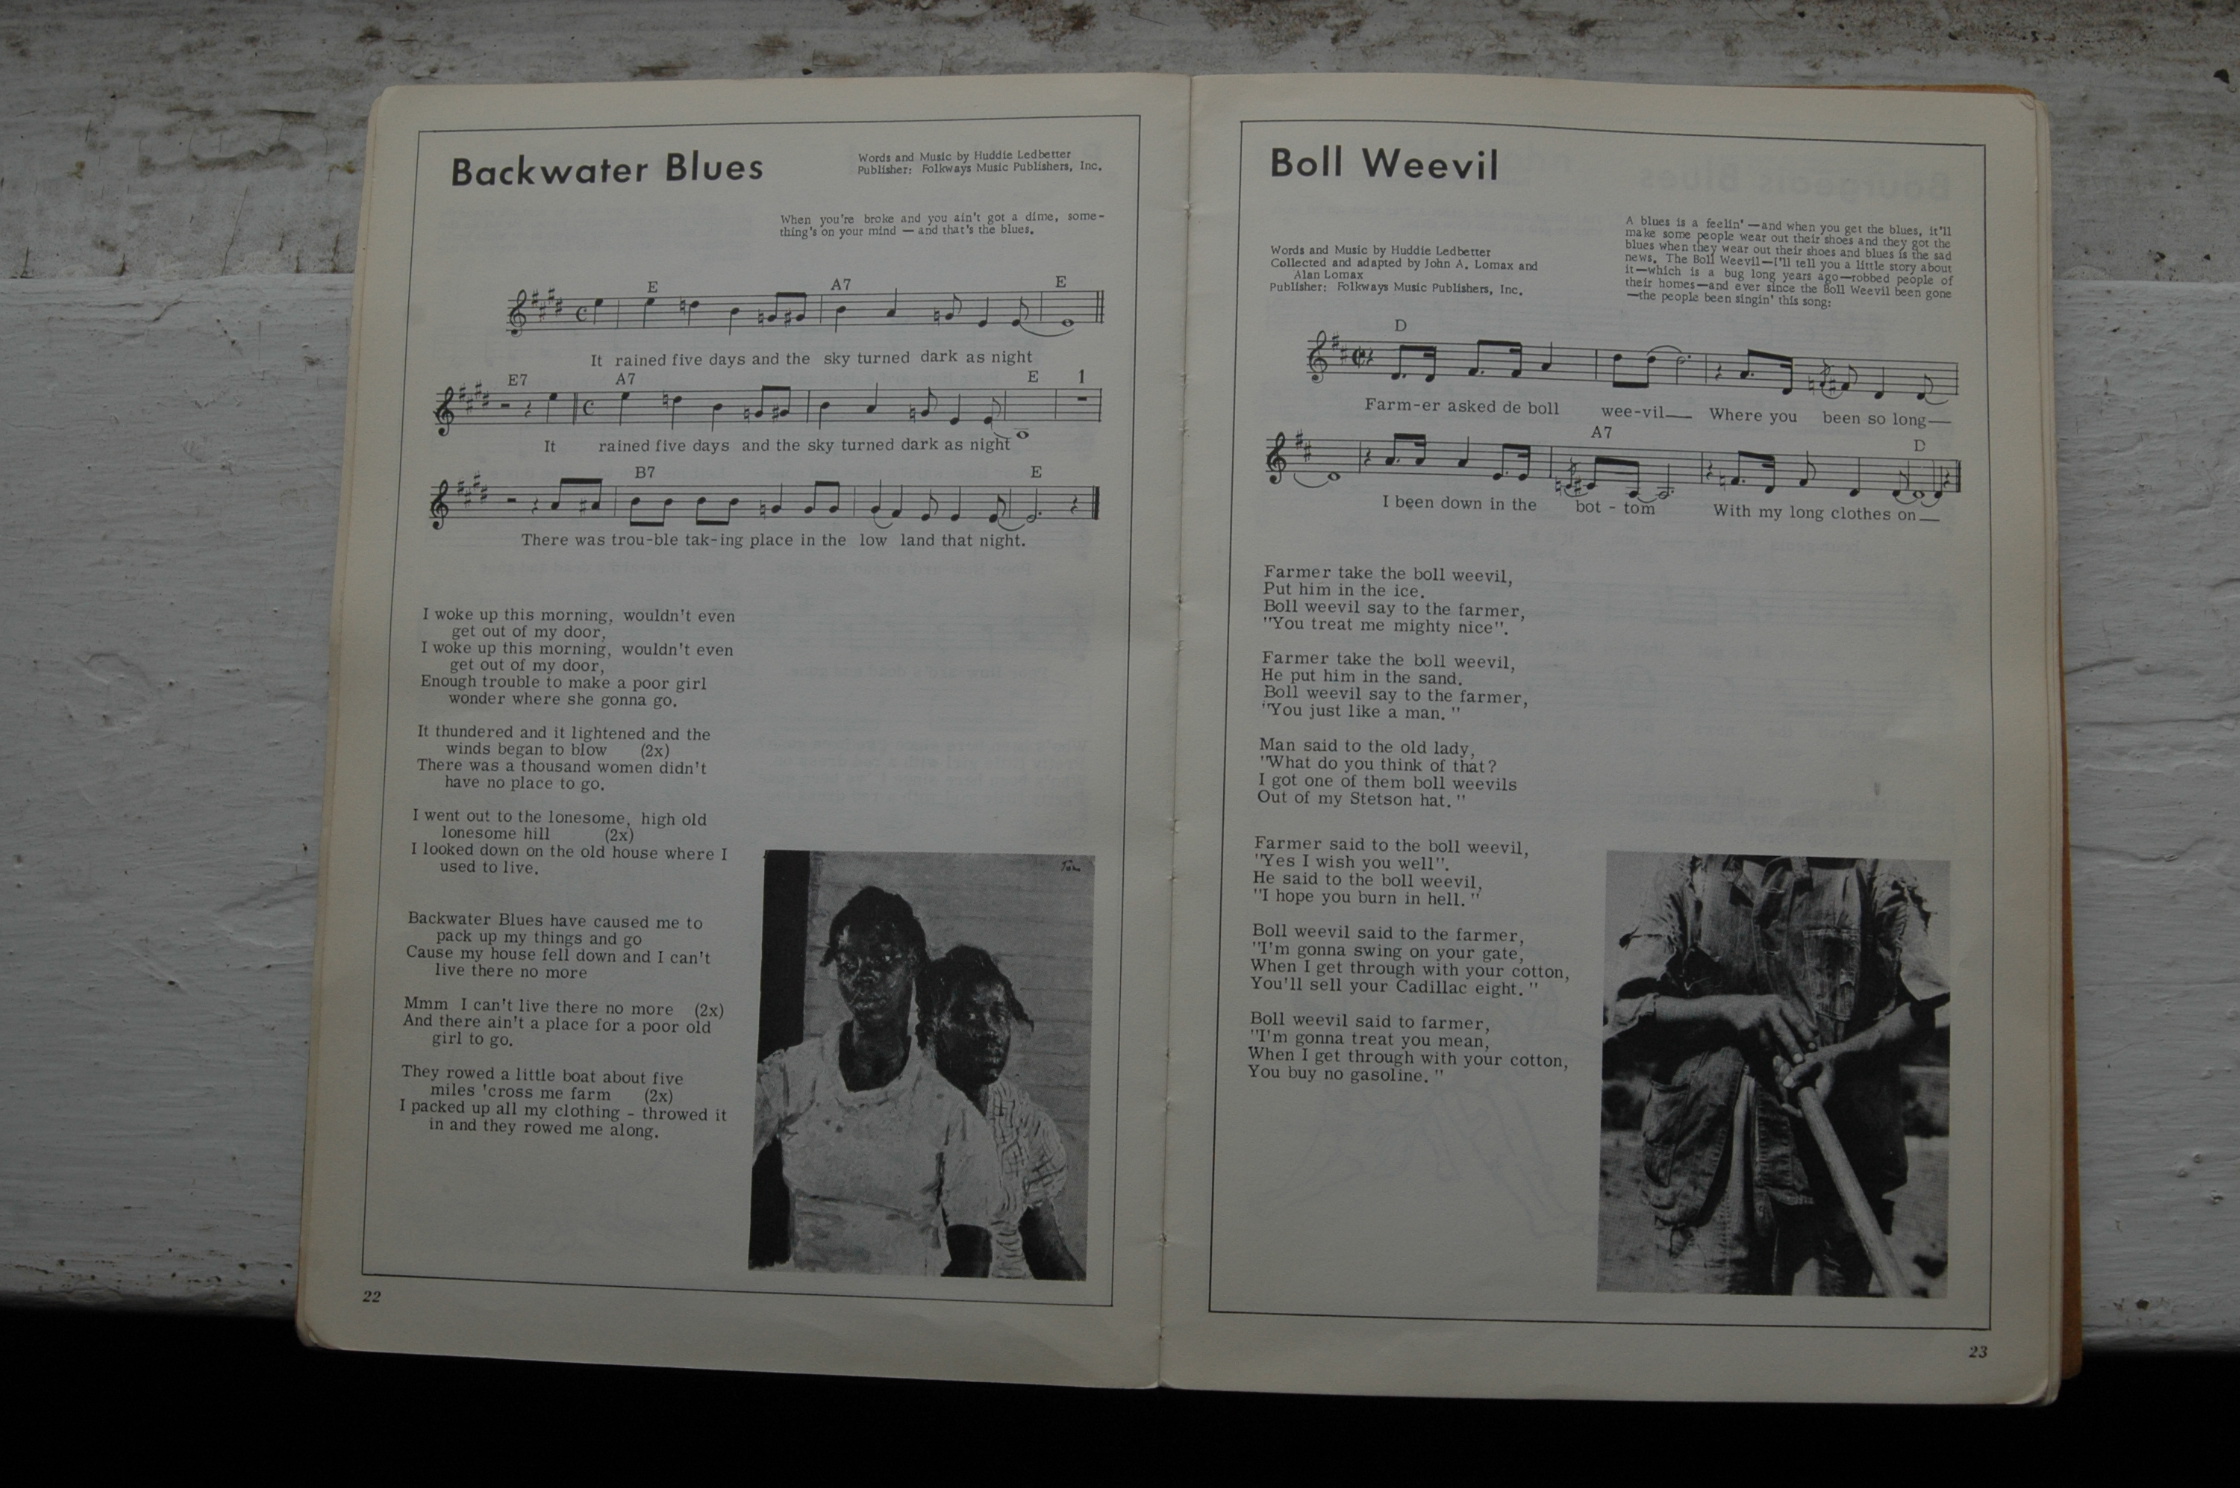 Backwater Blues
Words and Music by Huddie Ledbetter
Publisher: Folkways Music Publishers, Inc.
When you're broke and you ain't got a dime, some-
thing's on your mind — and that's the blues.
E A7 E
It rained five days and the sky turned dark as night
E7 A7 E 1
It rained five days and the sky turned dark as night
B7 E
There was trou-ble tak-ing place in the low land that night.
I woke up this morning, wouldn't even
get out of my door,
I woke up this morning, wouldn't even
get out of my door,
Enough trouble to make a poor girl
wonder where she gonna go.
It thundered and it lightened and the
winds began to blow (2x)
There was a thousand women didn't
have no place to go.
I went out to the lonesome, high old
lonesome hill (2x)
I looked down on the old house where I
used to live.
Backwater Blues have caused me to
pack up my things and go
Cause my house fell down and I can't
live there no more
Mmm I can't live there no more (2x)
And there ain't a place for a poor old
girl to go.
They rowed a little boat about five
miles 'cross me farm (2x)
I packed up all my clothing - throwed it
in and they rowed me along.
22
Boll Weevil
Words and Music by Huddie Ledbetter
Collected and adapted by John A. Lomax and
Alan Lomax
Publisher: Folkways Music Publishers, Inc.
A blues is a feelin'—and when you get the blues, it'll
make some people wear out their shoes and they got the
blues when they wear out their shoes and blues is the sad
news. The Boll Weevil—I'll tell you a little story about
it—which is a bug long years ago—robbed people of
their homes—and ever since the Boll Weevil been gone
—the people been singin' this song:
D
Farm-er asked de boll wee-vil— Where you been so long—
A7 D
I been down in the bot - tom With my long clothes on—
Farmer take the boll weevil,
Put him in the ice.
Boll weevil say to the farmer,
"You treat me mighty nice".
Farmer take the boll weevil,
He put him in the sand.
Boll weevil say to the farmer,
"You just like a man."
Man said to the old lady,
"What do you think of that?
I got one of them boll weevils
Out of my Stetson hat."
Farmer said to the boll weevil,
"Yes I wish you well".
He said to the boll weevil,
"I hope you burn in hell."
Boll weevil said to the farmer,
"I'm gonna swing on your gate,
When I get through with your cotton,
You'll sell your Cadillac eight."
Boll weevil said to farmer,
"I'm gonna treat you mean,
When I get through with your cotton,
You buy no gasoline."
23